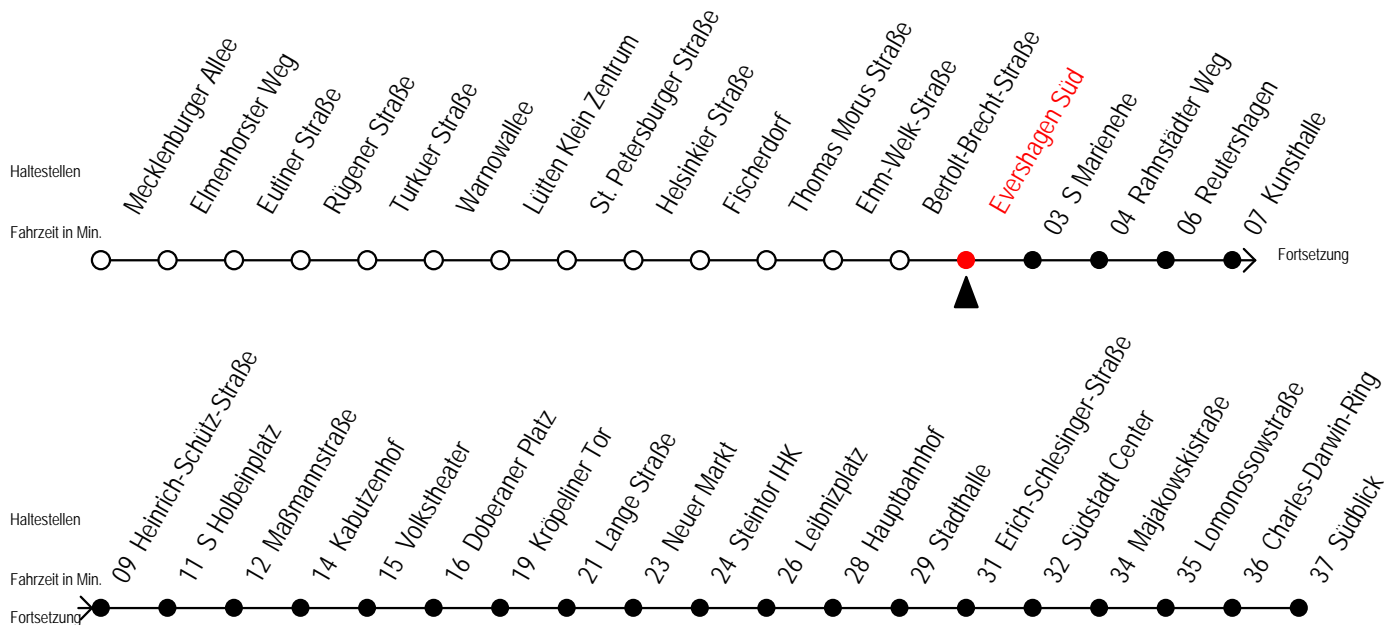 Haltestellen
Mecklenburger Allee
Elmenhorster Weg
Eutiner Straße
Rügener Straße
Turkuer Straße
Warnowallee
Lütten Klein Zentrum
St. Petersburger Straße
Helsinkier Straße
Fischerdorf
Thomas Morus Straße
Ehm-Welk-Straße
Bertolt-Brecht-Straße
Evershagen Süd
03 S Marienehe
04 Rahnstädter Weg
06 Reutershagen
07 Kunsthalle
Fahrzeit in Min.
Fortsetzung
Haltestellen
09 Heinrich-Schütz-Straße
11 S Holbeinplatz
12 Maßmannstraße
14 Kabutzenhof
15 Volkstheater
16 Doberaner Platz
19 Kröpeliner Tor
21 Lange Straße
23 Neuer Markt
24 Steintor IHK
26 Leibnizplatz
28 Hauptbahnhof
29 Stadthalle
31 Erich-Schlesinger-Straße
32 Südstadt Center
34 Majakowskistraße
35 Lomonossowstraße
36 Charles-Darwin-Ring
37 Südblick
Fahrzeit in Min.
Fortsetzung